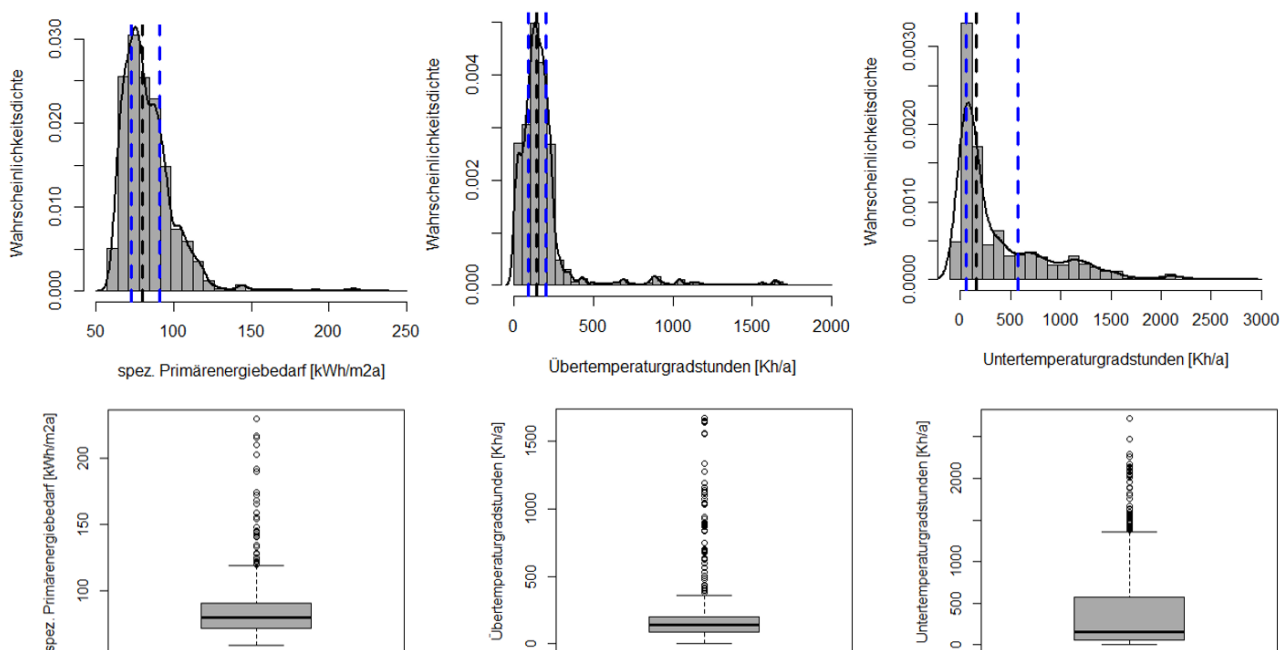 Wahrscheinlichkeitsdichte
0.000 0.010 0.020 0.030
50 100 150 200 250
spez. Primärenergiebedarf [kWh/m2a]
Wahrscheinlichkeitsdichte
0.000 0.002 0.004
0 500 1000 1500 2000
Übertemperaturgradstunden [Kh/a]
Wahrscheinlichkeitsdichte
0.0000 0.0010 0.0020 0.0030
0 500 1000 1500 2000 2500 3000
Untertemperaturgradstunden [Kh/a]
spez. Primärenergiebedarf [kWh/m2a]
100 150 200
Übertimperaturgradstunden [Kh/a]
0 500 1000 1500
Untertemperaturgradstunden [Kh/a]
0 500 1000 2000